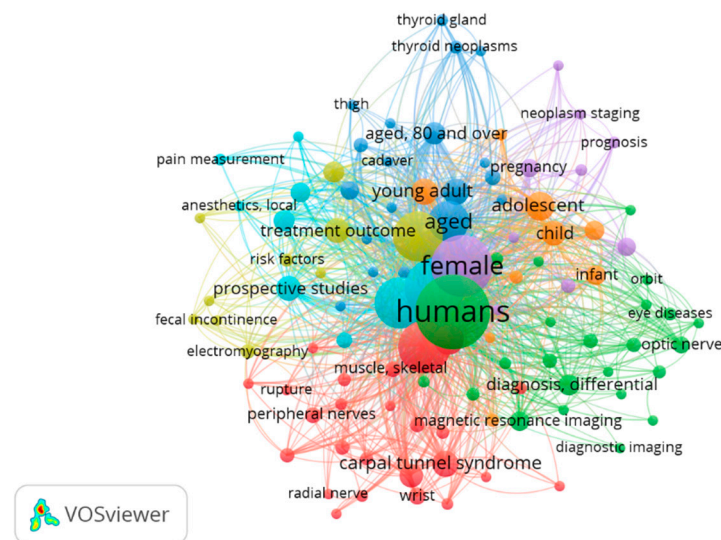 thyroid gland
thyroid neoplasms
thigh
neoplasm staging
aged, 80 and over
prognosis
pain measurement
cadaver
pregnancy
young adult
anesthetics, local
adolescent
aged
treatment outcome
child
risk factors
female
infant
orbit
prospective studies
humans
eye diseases
fecal incontinence
optic nerve
electromyography
muscle, skeletal
diagnosis, differential
rupture
peripheral nerves
magnetic resonance imaging
diagnostic imaging
carpal tunnel syndrome
radial nerve
wrist
VOSviewer